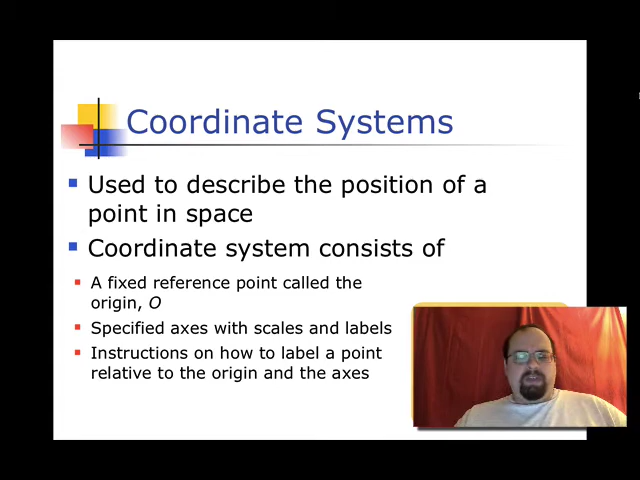 Coordinate Systems
Used to describe the position of a
point in space
Coordinate system consists of
A fixed reference point called the
origin, O
Specified axes with scales and labels
Instructions on how to label a point
relative to the origin and the axes